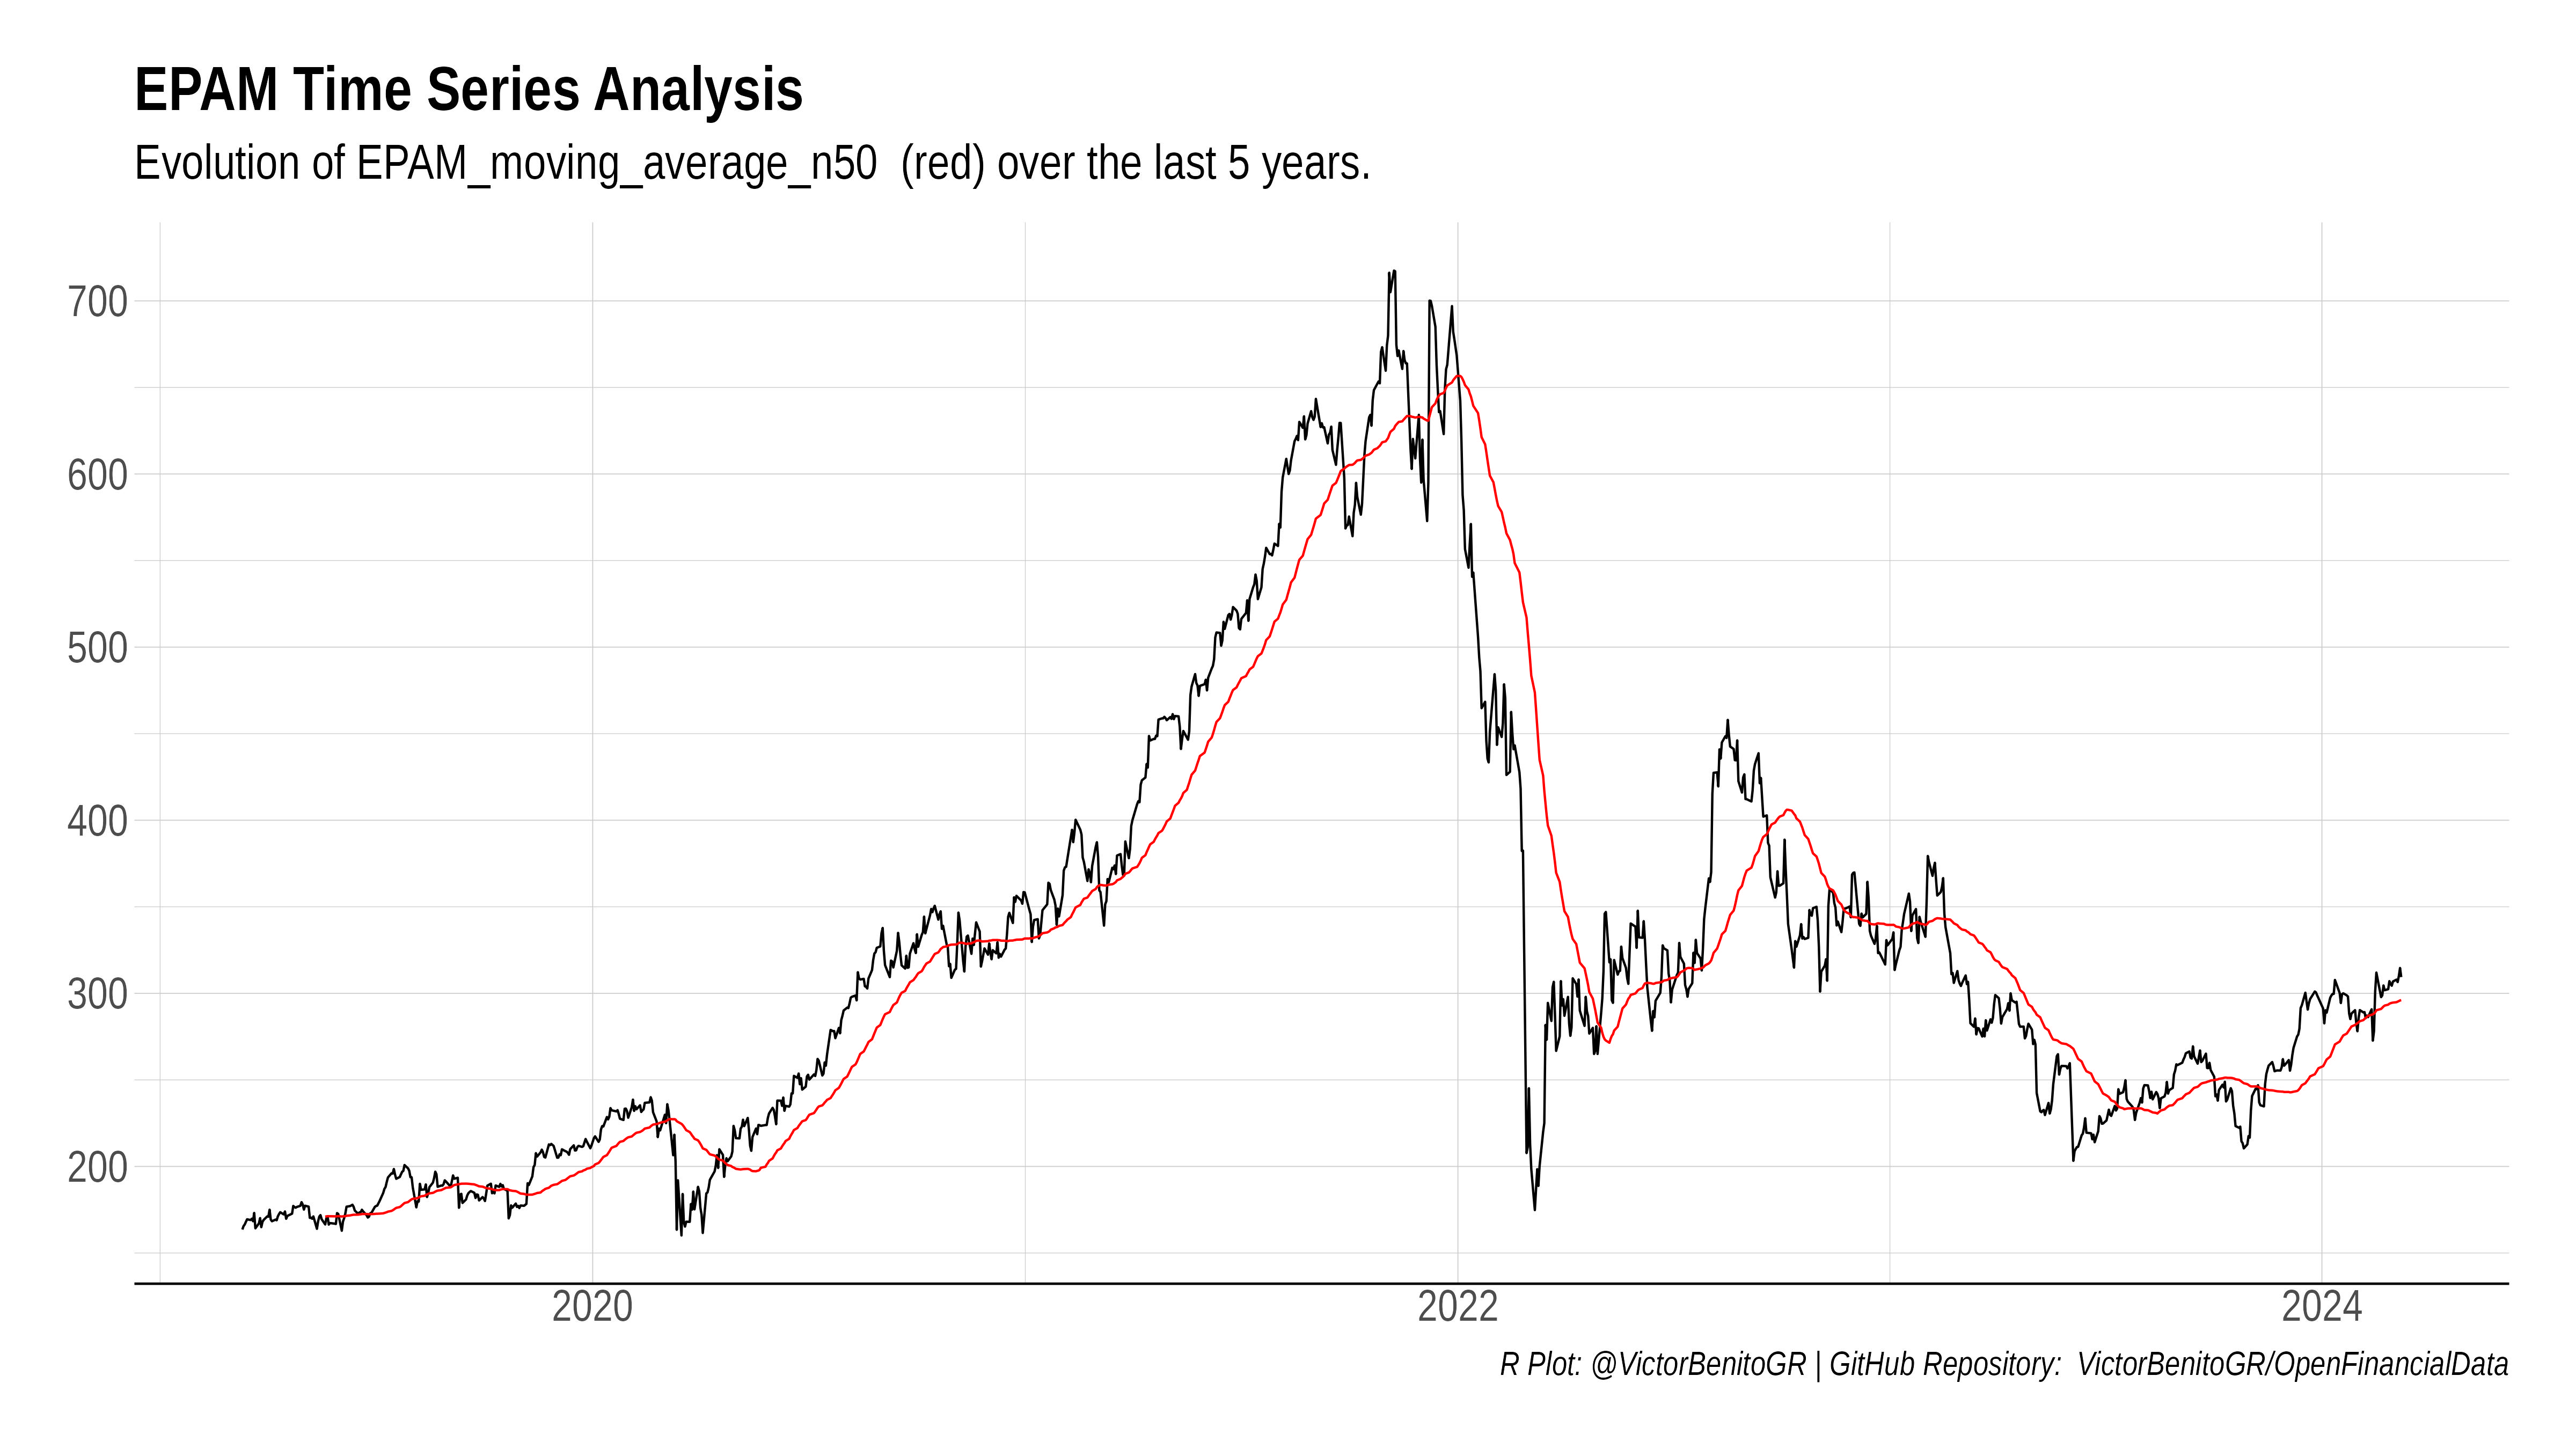 EPAM Time Series Analysis
Evolution of EPAM_moving_average_n50  (red) over the last 5 years.
700
600
500
400
300
200
2020 2022 2024
R Plot: @VictorBenitoGR | GitHub Repository:  VictorBenitoGR/OpenFinancialData